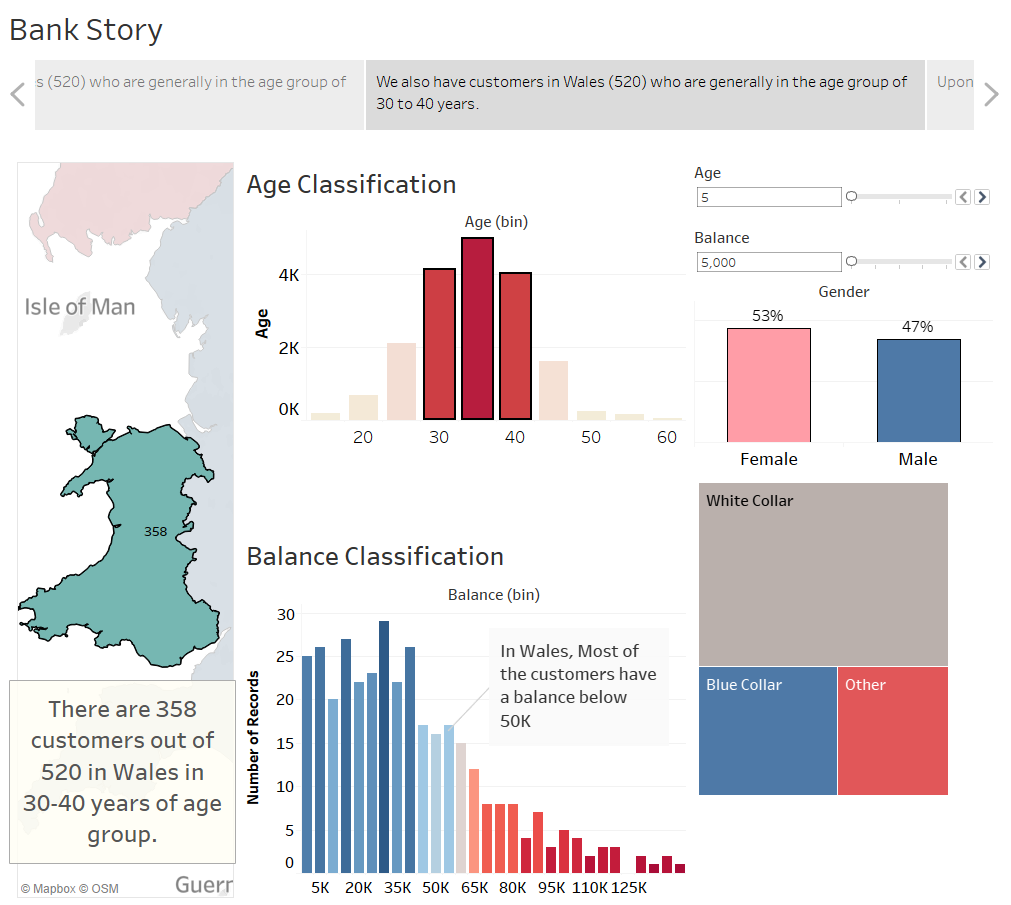 Bank Story
s (520) who are generally in the age group of
We also have customers in Wales (520) who are generally in the age group of
30 to 40 years.
Upon
Isle of Man
358
There are 358
customers out of
520 in Wales in
30-40 years of age
group.
© Mapbox © OSM
Guerr
Age Classification
Age (bin)
Age
4K
2K
0K
20
30
40
50
60
Balance Classification
Balance (bin)
Number of Records
30
25
20
15
10
5
0
In Wales, Most of
the customers have
a balance below
50K
5K
20K
35K
50K
65K
80K
95K
110K
125K
Age
5
Balance
5,000
Gender
53%
47%
Female
Male
White Collar
Blue Collar
Other